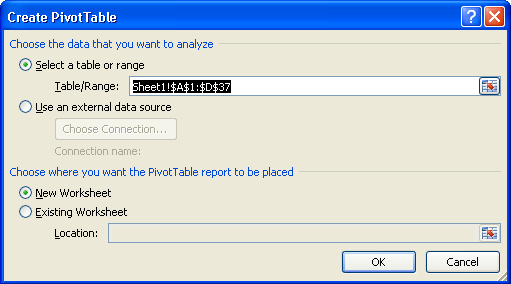 Create PivotTable
Choose the data that you want to analyze
Select a table or range
Table/Range: Sheet1!$A$1:$D$37
Use an external data source
Choose Connection...
Connection name:
Choose where you want the PivotTable report to be placed
New Worksheet
Existing Worksheet
Location:
OK Cancel